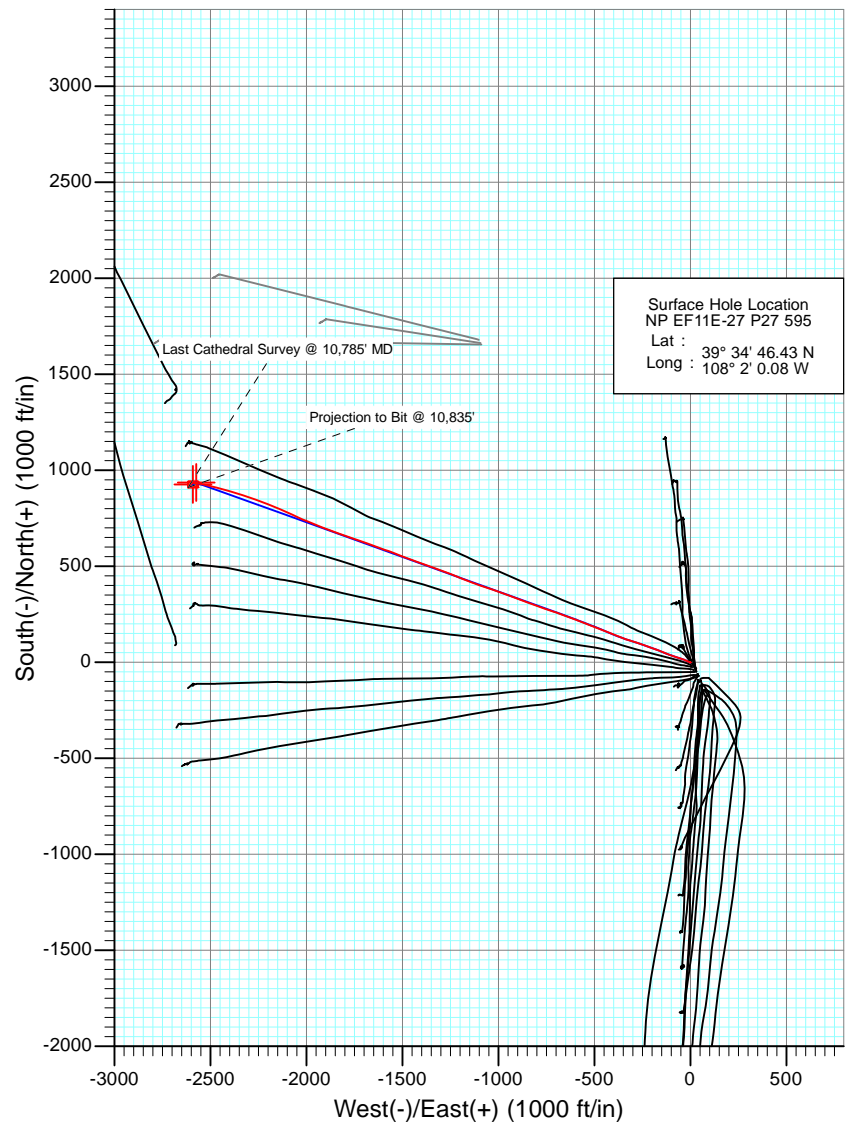 3000
2500
2000
1500
1000
500
0
-500
-1000
-1500
-2000
South(-)/North(+) (1000 ft/in)
Surface Hole Location
NP EF11E-27 P27 595
Lat :
39° 34' 46.43 N
Long :
108° 2' 0.08 W
Last Cathedral Survey @ 10,785' MD
Projection to Bit @ 10,835'
-3000 -2500 -2000 -1500 -1000 -500 0 500
West(-)/East(+) (1000 ft/in)